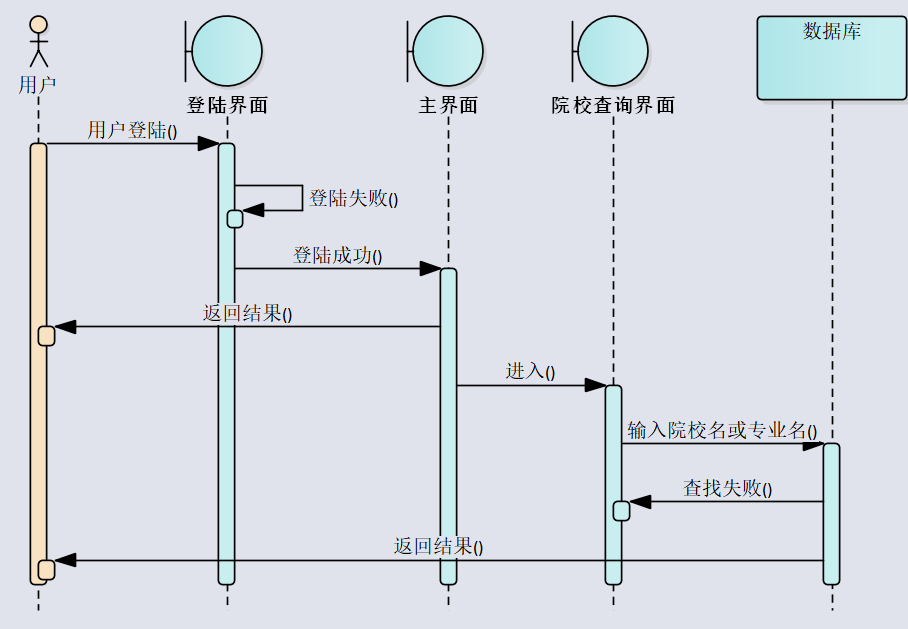 用户
登陆界面
主界面
院校查询界面
数据库
用户登陆()
登陆失败()
登陆成功()
返回结果()
进入()
输入院校名或专业名()
查找失败()
返回结果()